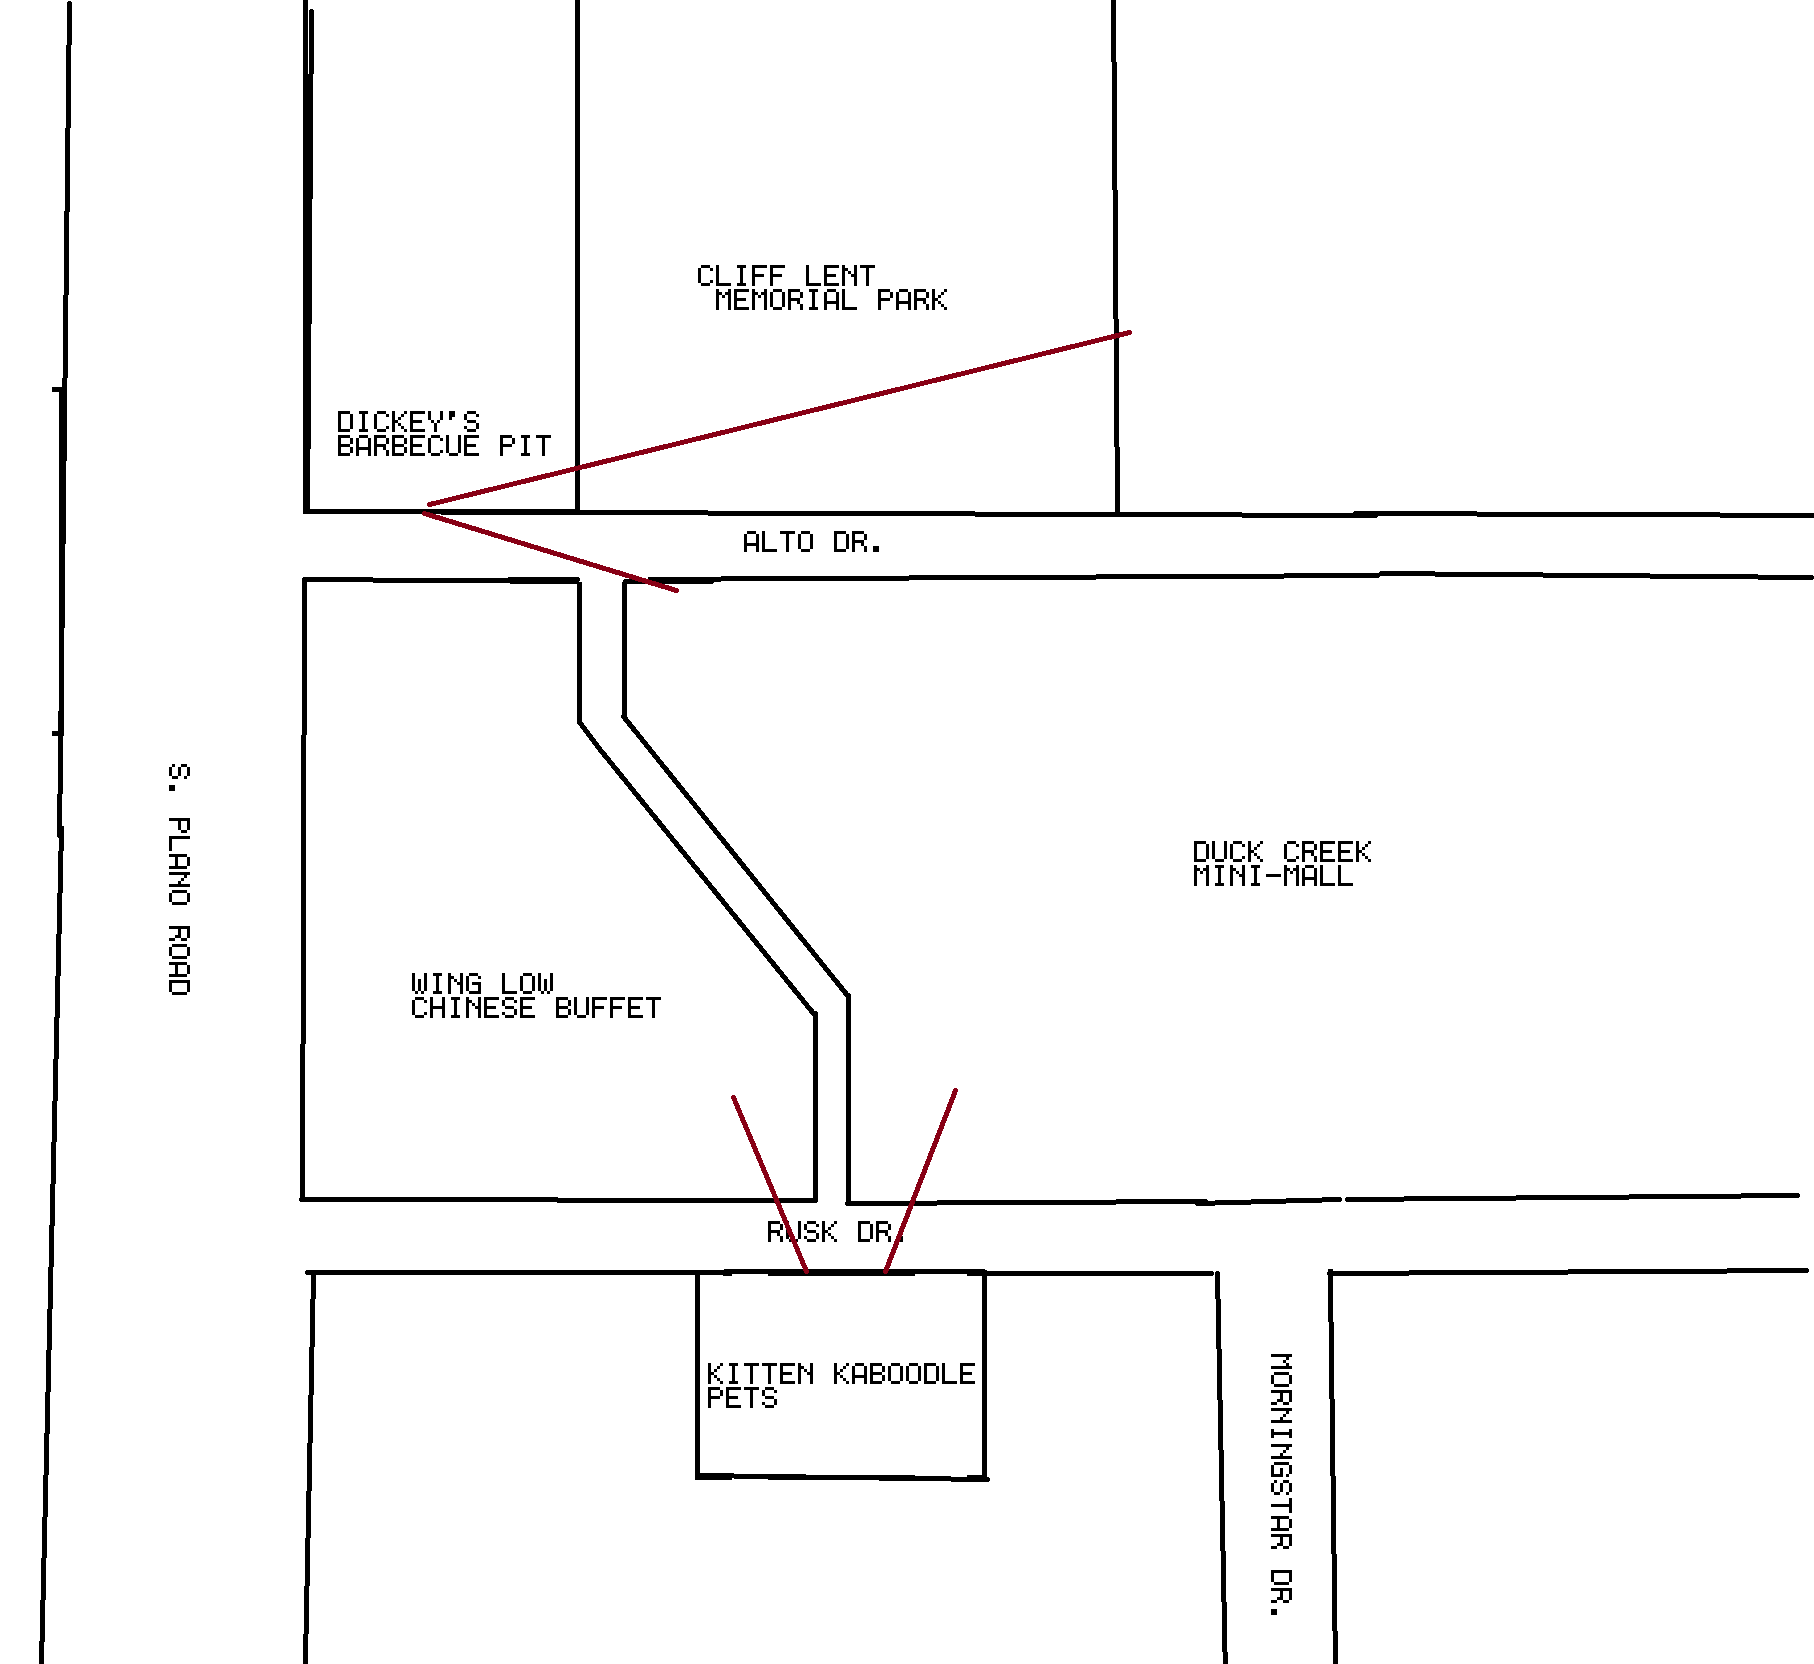 CLIFF LENT
MEMORIAL PARK
DICKEY'S
BARBECUE PIT
ALTO DR.
S. PLANO ROAD
DUCK CREEK
MINI-MALL
WING LOW
CHINESE BUFFET
RUSK DR.
KITTEN KABOODLE
PETS
MORNINGSTAR DR.